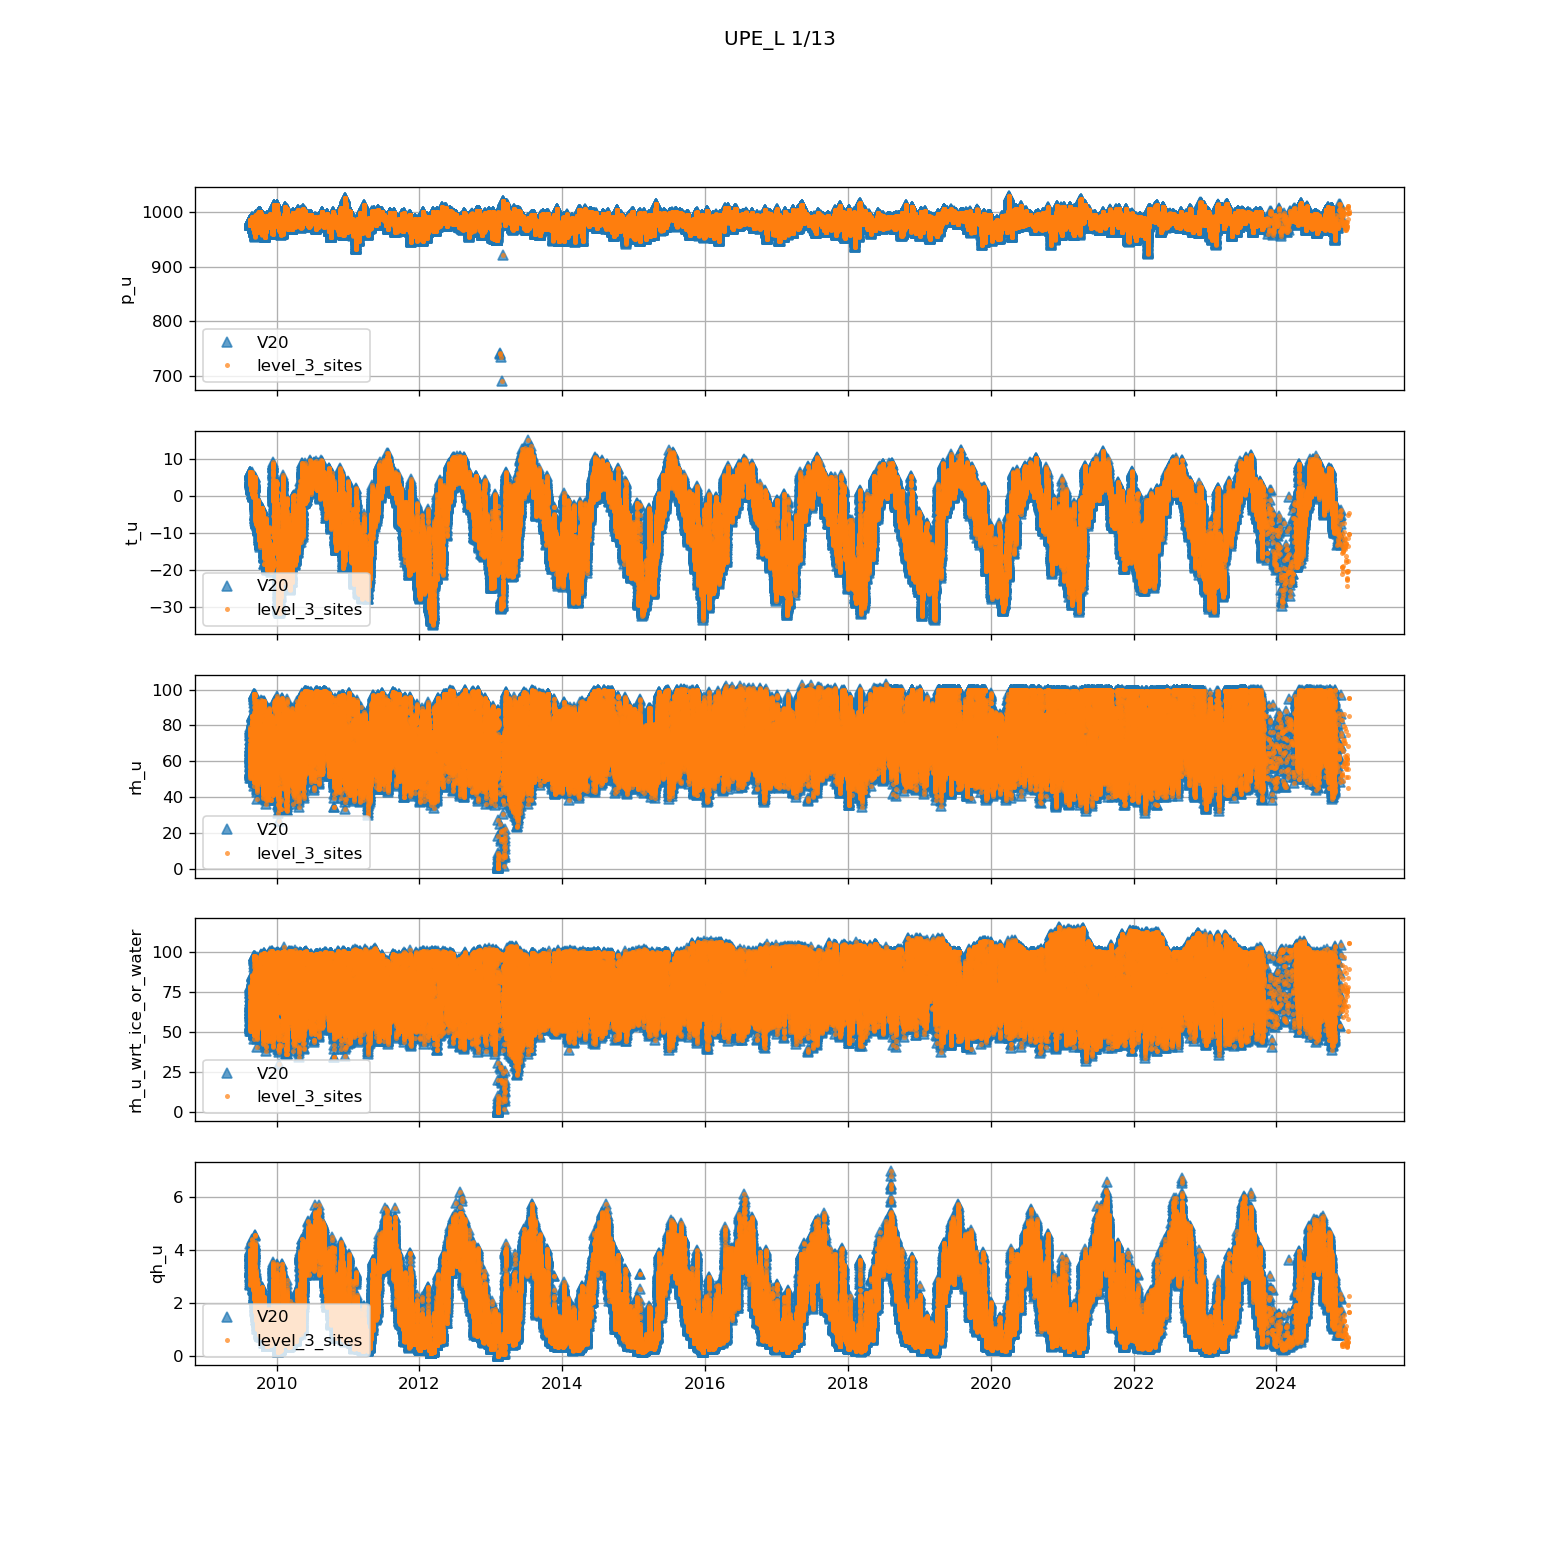 UPE_L 1/13
p_u
1000
900
800
700
V20
level_3_sites
t_u
10
0
−10
−20
−30
V20
level_3_sites
rh_u
100
80
60
40
20
0
V20
level_3_sites
rh_u_wrt_ice_or_water
100
75
50
25
0
V20
level_3_sites
qh_u
6
4
2
0
V20
level_3_sites
2010 2012 2014 2016 2018 2020 2022 2024